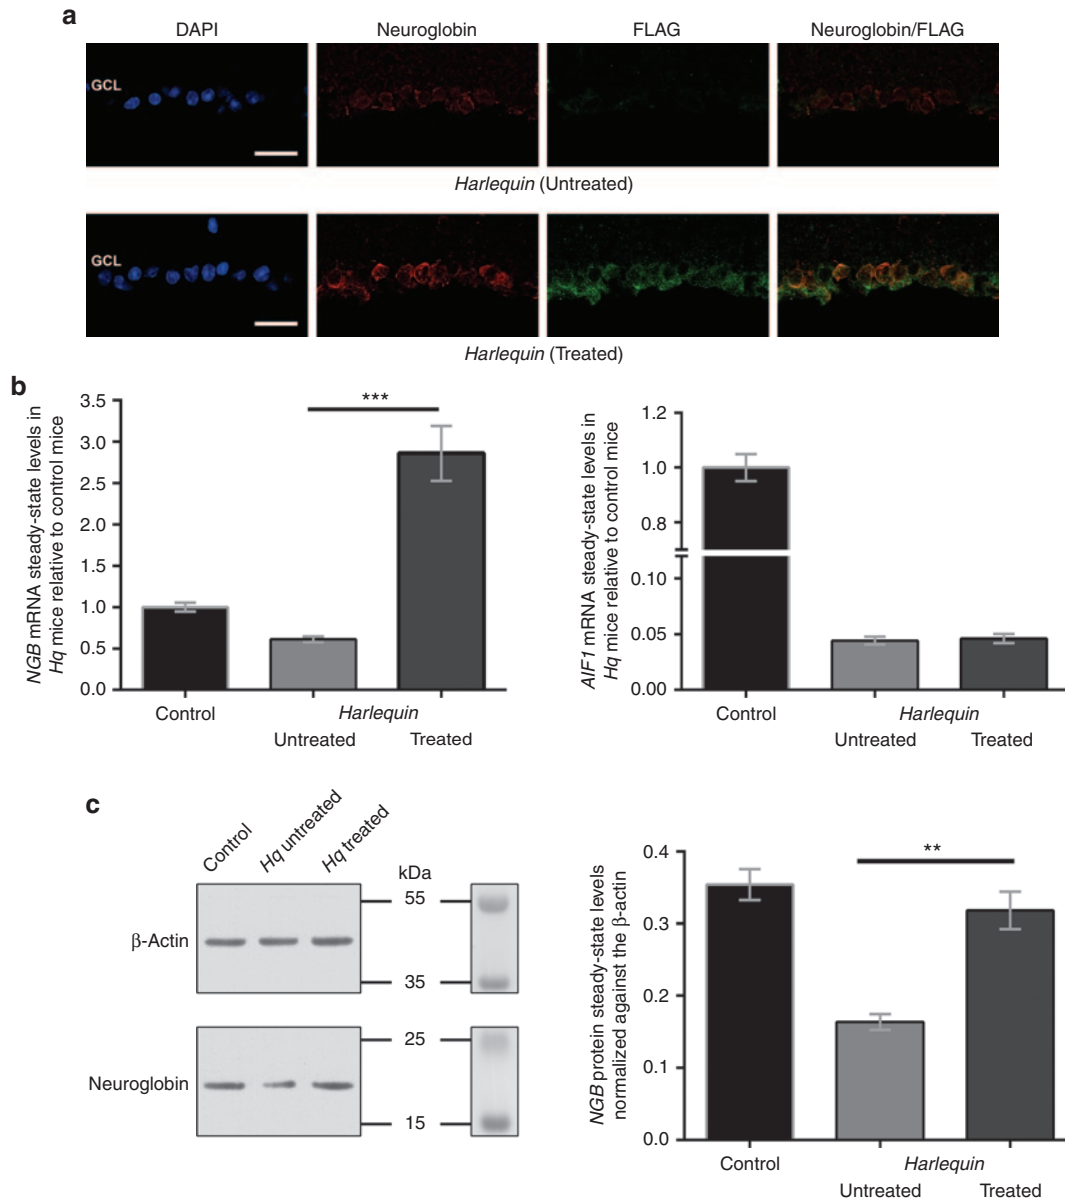 a
DAPI Neuroglobin FLAG Neuroglobin/FLAG
GCL
Harlequin (Untreated)
GCL
Harlequin (Treated)
b
NGB mRNA steady-state levels in
Hq mice relative to control mice
3.5
3.0
2.5
2.0
1.5
1.0
0.5
0.0
***
Control Harlequin
Untreated Treated
AIF1 mRNA steady-state levels in
Hq mice relative to control mice
1.2
1.0
0.8
0.10
0.05
0.00
Control Harlequin
Untreated Treated
c
Control Hq untreated Hq treated
kDa
55
β-Actin
35
25
Neuroglobin
15
NGB protein steady-state levels
normalized against the β-actin
0.4
0.3
0.2
0.1
0.0
**
Control Harlequin
Untreated Treated